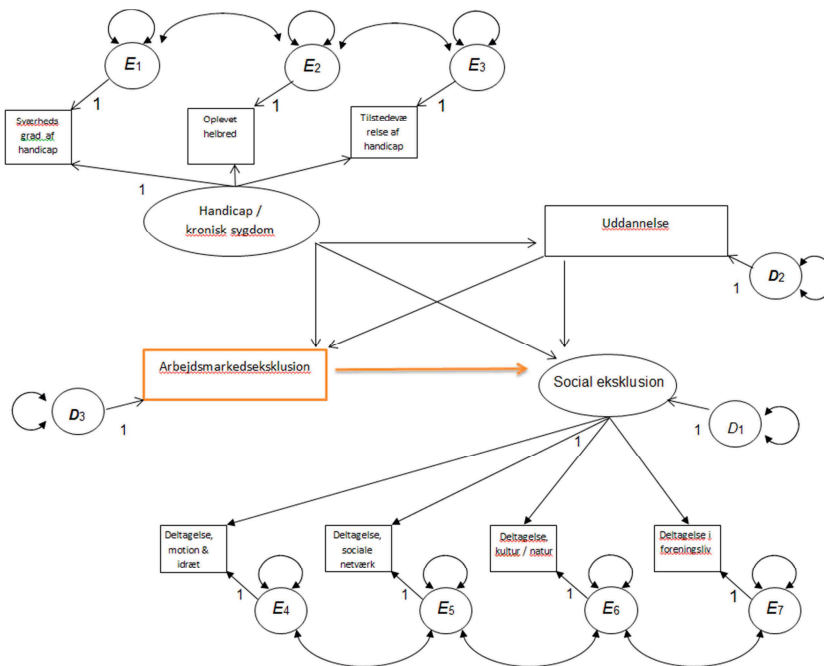 E1
E2
E3
1
1
1
Sværheds
grad af
handicap
Oplevet
helbred
Tilstedevæ
relse af
handicap
1
Handicap /
kronisk sygdom
Uddannelse
1
D2
Arbejdsmarkedseksklusion
Social eksklusion
D3
1
1
D1
1
Deltagelse,
motion &
idræt
Deltagelse,
sociale
netværk
Deltagelse,
kultur / natur
Deltagelse i
foreningsliv
1
E4
1
E5
1
E6
1
E7